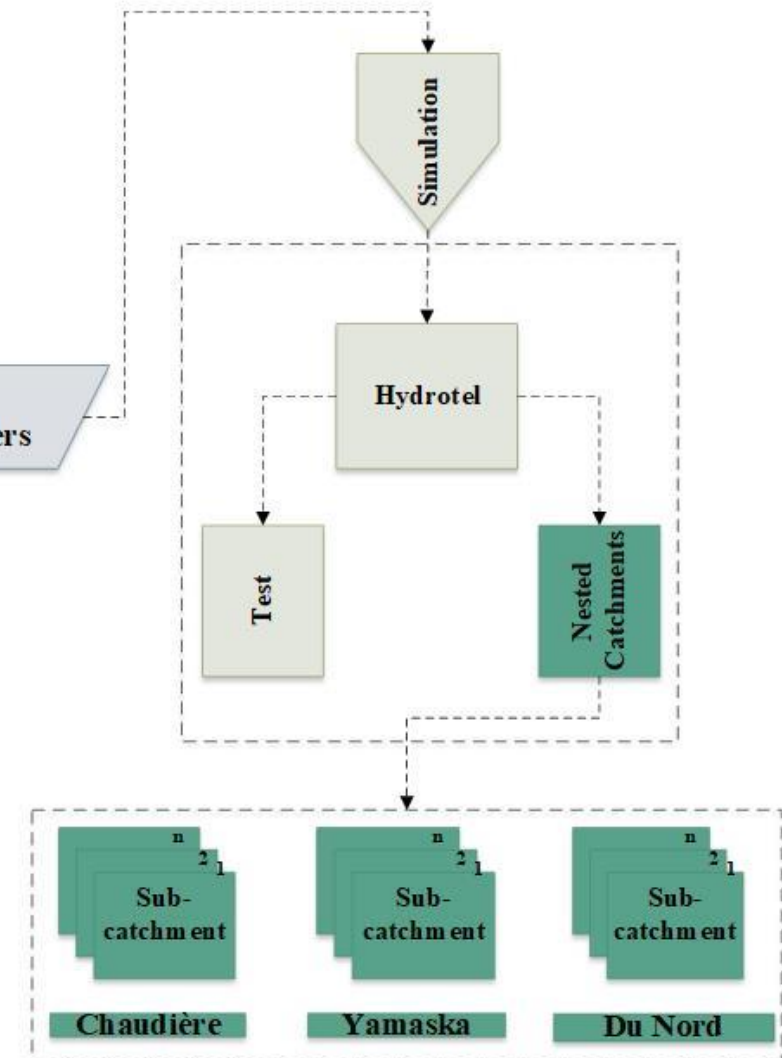 Simulation
Hydrotel
ers
Test
Nested
Catchments
n
2
1
Sub-
catchment
n
2
1
Sub-
catchment
n
2
1
Sub-
catchment
Chaudière
Yamaska
Du Nord